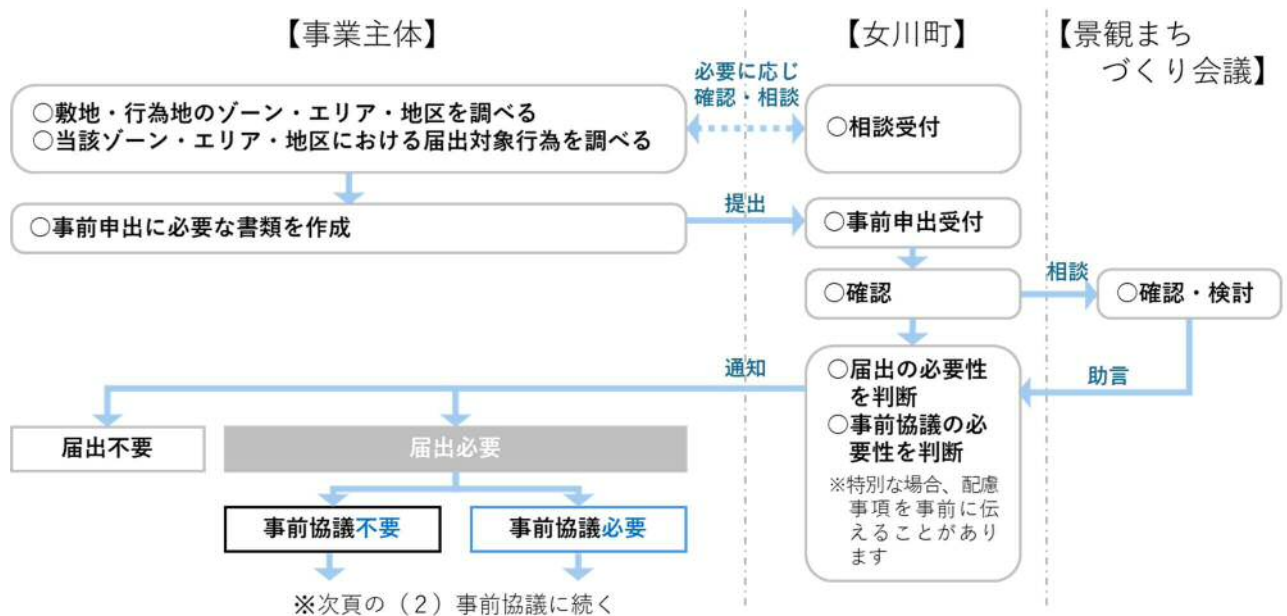 【事業主体】
【女川町】
【景観まち
づくり会議】
必要に応じ
確認・相談
○敷地・行為地のゾーン・エリア・地区を調べる
○当該ゾーン・エリア・地区における届出対象行為を調べる
○相談受付
○事前申出に必要な書類を作成
提出
○事前申出受付
○確認
相談
○確認・検討
通知
○届出の必要性
を判断
○事前協議の必
要性を判断
※特別な場合、配慮
事項を事前に伝
えることがあり
ます
助言
届出不要
届出必要
事前協議不要
事前協議必要
※次頁の（2）事前協議に続く